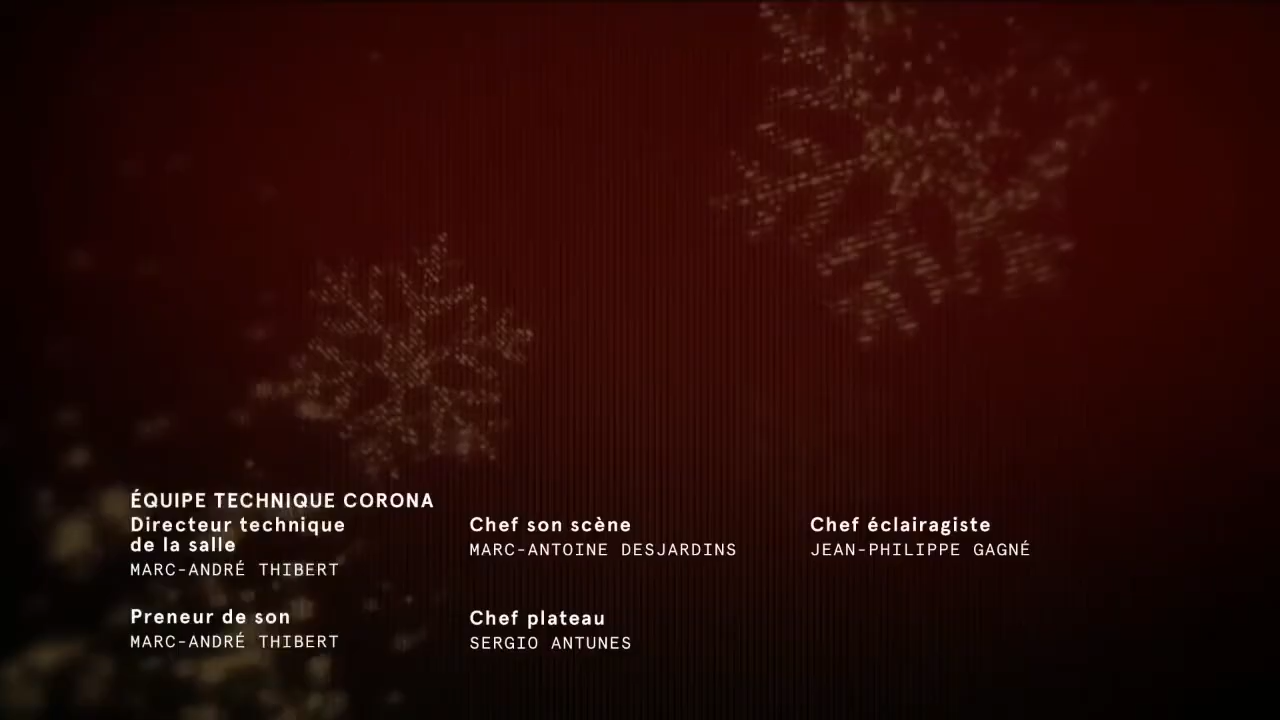 ÉQUIPE TECHNIQUE CORONA
Directeur technique
de la salle
MARC-ANDRÉ THIBERT
Preneur de son
MARC-ANDRÉ THIBERT
Chef son scène
MARC-ANTOINE DESJARDINS
Chef plateau
SERGIO ANTUNES
Chef éclairagiste
JEAN-PHILIPPE GAGNÉ